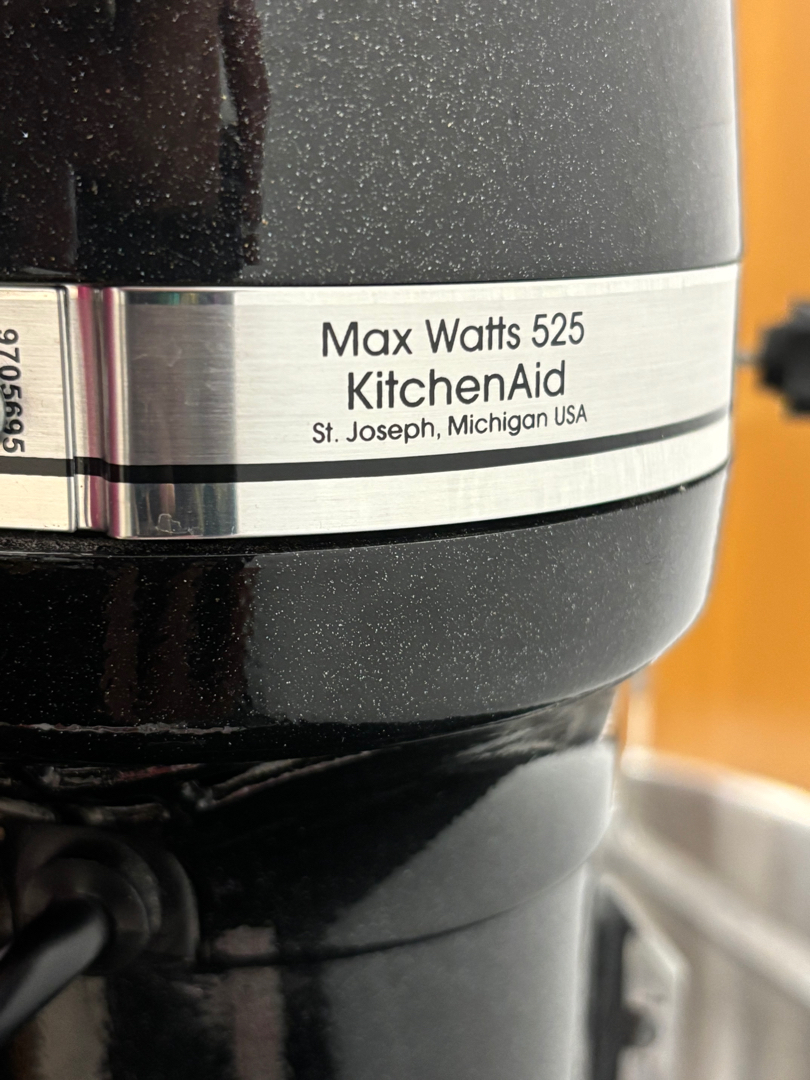 9705695
Max Watts 525
KitchenAid
St. Joseph, Michigan USA